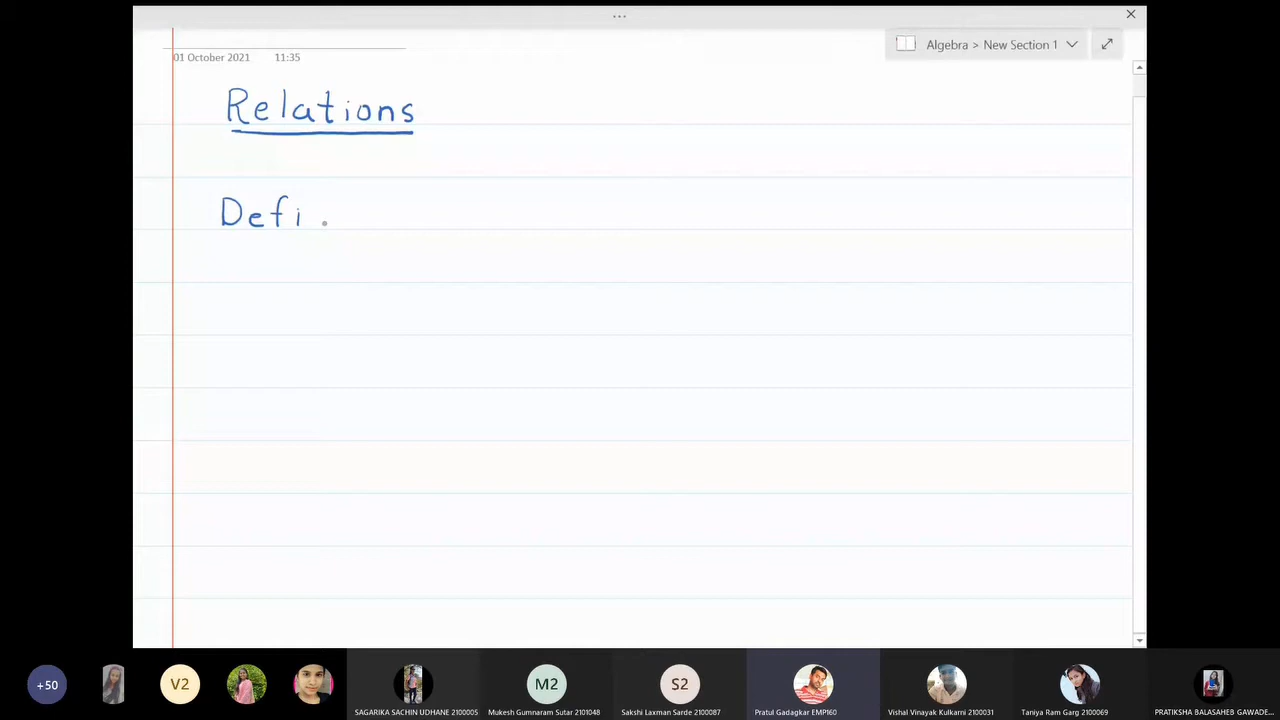 Algebra > New Section 1
01 October 2021 11:35
Relations
Defi
+50
V2
M2
S2
SAGARIKA SACHIN UDHANE 2100005
Mukesh Gumnaram Sutar 2101048
Sakshi Laxman Sarde 2100087
Pratul Gadagkar EMP160
Vishal Vinayak Kulkarni 2100031
Taniya Ram Garg 2100069
PRATIKSHA BALASAHEB GAWADE...